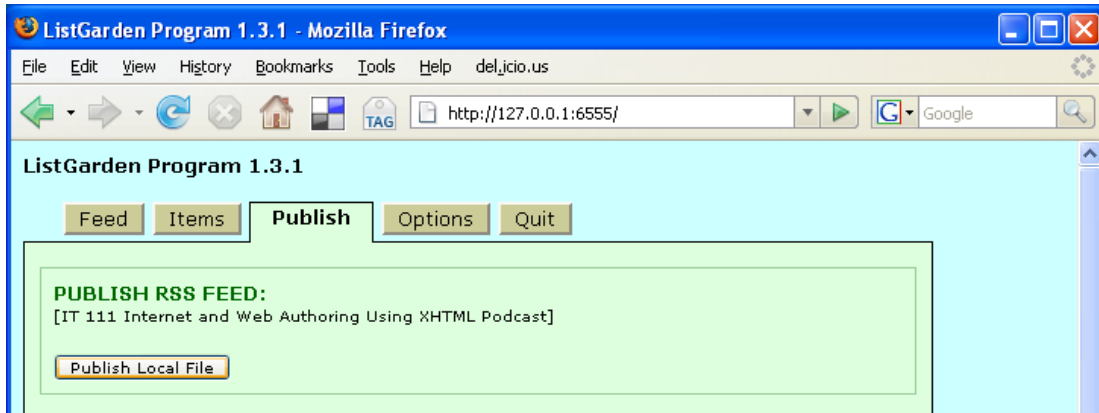 ListGarden Program 1.3.1 - Mozilla Firefox
File Edit View History Bookmarks Tools Help del.icio.us
TAG http://127.0.0.1:6555/ G Google
ListGarden Program 1.3.1
Feed Items Publish Options Quit
PUBLISH RSS FEED:
[IT 111 Internet and Web Authoring Using XHTML Podcast]
Publish Local File